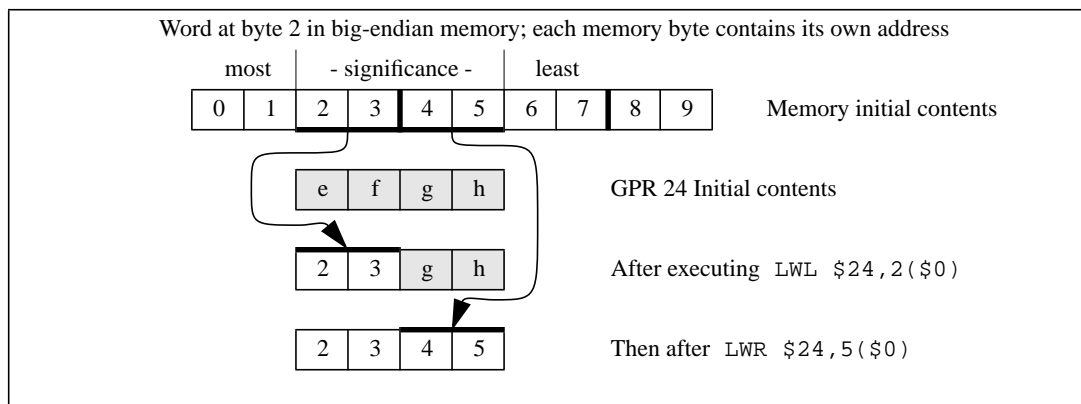 Word at byte 2 in big-endian memory; each memory byte contains its own address
most - significance - least
0 1 2 3 4 5 6 7 8 9 Memory initial contents
e f g h GPR 24 Initial contents
2 3 g h After executing LWL $24,2($0)
2 3 4 5 Then after LWR $24,5($0)